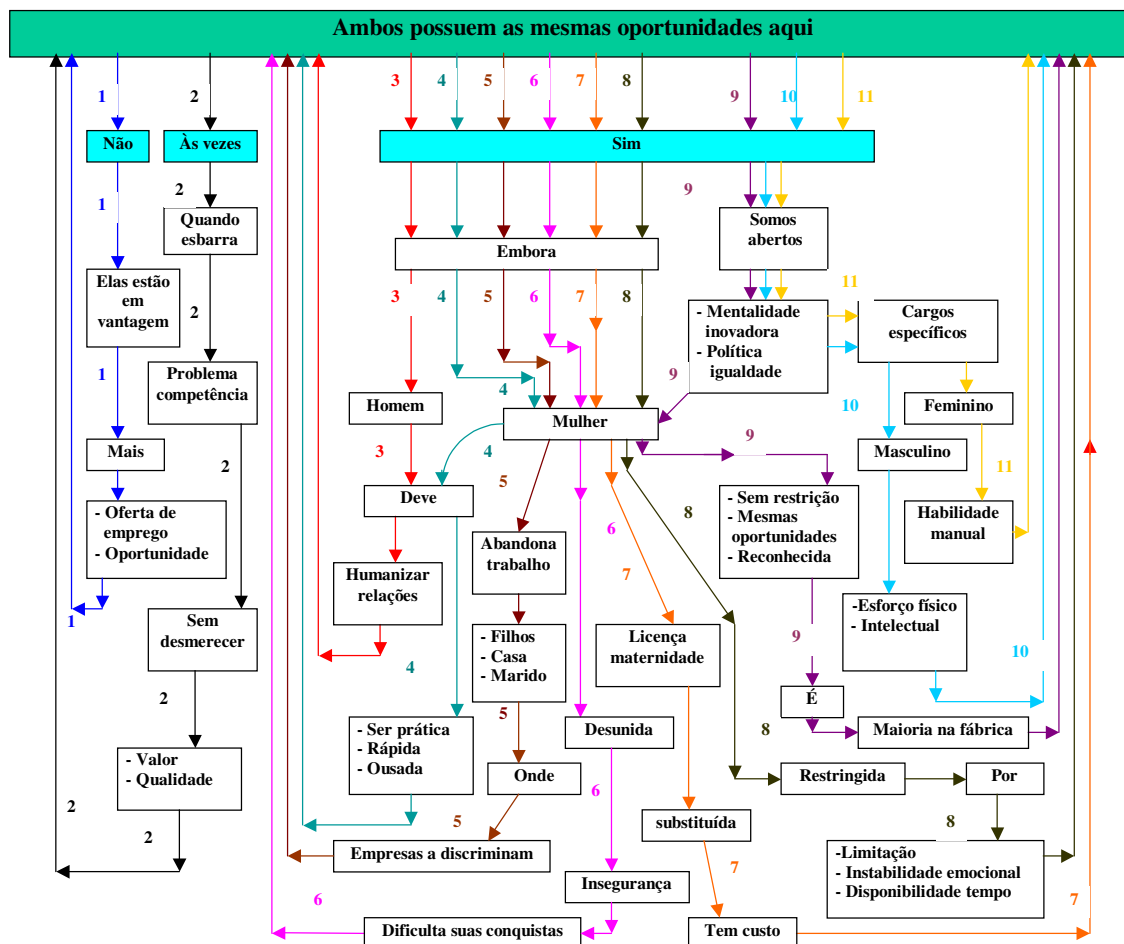 Ambos possuem as mesmas oportunidades aqui
1
2
3
4
5
6
7
8
9
10
11
Não
Às vezes
Sim
1
2
9
Quando
esbarra
Somos
abertos
Embora
Elas estão
em
vantagem
2
3
4
5
6
7
8
11
- Mentalidade
inovadora
- Política
igualdade
Cargos
específicos
1
Problema
competência
9
4
10
Homem
Mulher
Feminino
Mais
2
3
4
5
9
Masculino
11
Deve
- Sem restrição
- Mesmas
oportunidades
- Reconhecida
- Oferta de
emprego
- Oportunidade
6
8
Habilidade
manual
Abandona
trabalho
Humanizar
relações
7
1
Sem
desmerecer
-Esforço físico
- Intelectual
- Filhos
- Casa
- Marido
Licença
maternidade
9
4
10
2
5
É
- Ser prática
- Rápida
- Ousada
Desunida
8
Maioria na fábrica
- Valor
- Qualidade
Onde
Restringida
Por
6
2
2
5
substituída
8
Empresas a discriminam
7
-Limitação
- Instabilidade emocional
- Disponibilidade tempo
Insegurança
6
7
Dificulta suas conquistas
Tem custo